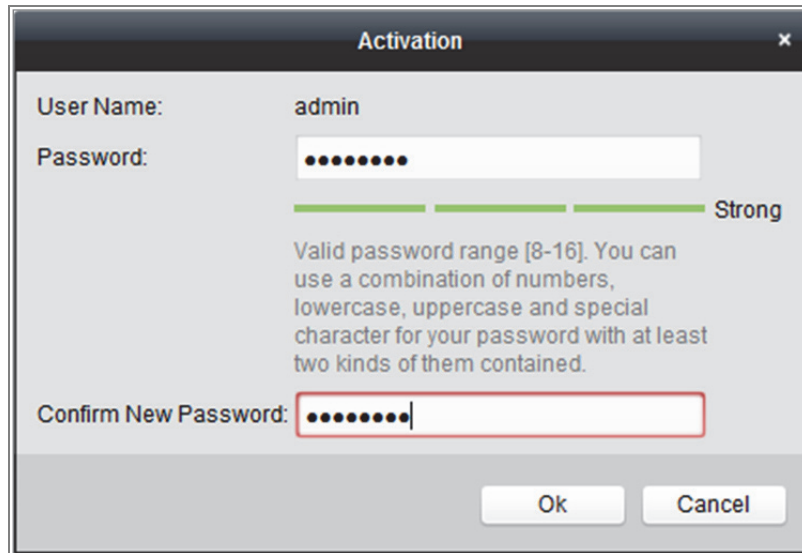 Activation
User Name: admin
Password: ●●●●●●●●
Strong
Valid password range [8-16]. You can
use a combination of numbers,
lowercase, uppercase and special
character for your password with at least
two kinds of them contained.
Confirm New Password: ●●●●●●●●
Ok Cancel